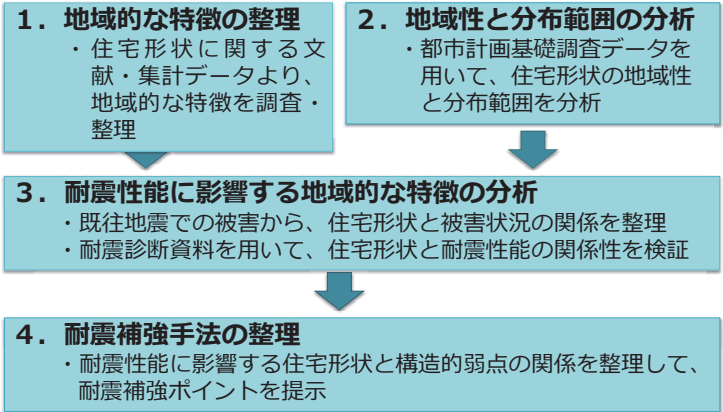 1．地域的な特徴の整理
・住宅形状に関する文
献・集計データより、
地域的な特徴を調査・
整理
2．地域性と分布範囲の分析
・都市計画基礎調査データを
用いて、住宅形状の地域性
と分布範囲を分析
3．耐震性能に影響する地域的な特徴の分析
・既往地震での被害から、住宅形状と被害状況の関係を整理
・耐震診断資料を用いて、住宅形状と耐震性能の関係性を検証
4．耐震補強手法の整理
・耐震性能に影響する住宅形状と構造的弱点の関係を整理して、
耐震補強ポイントを提示